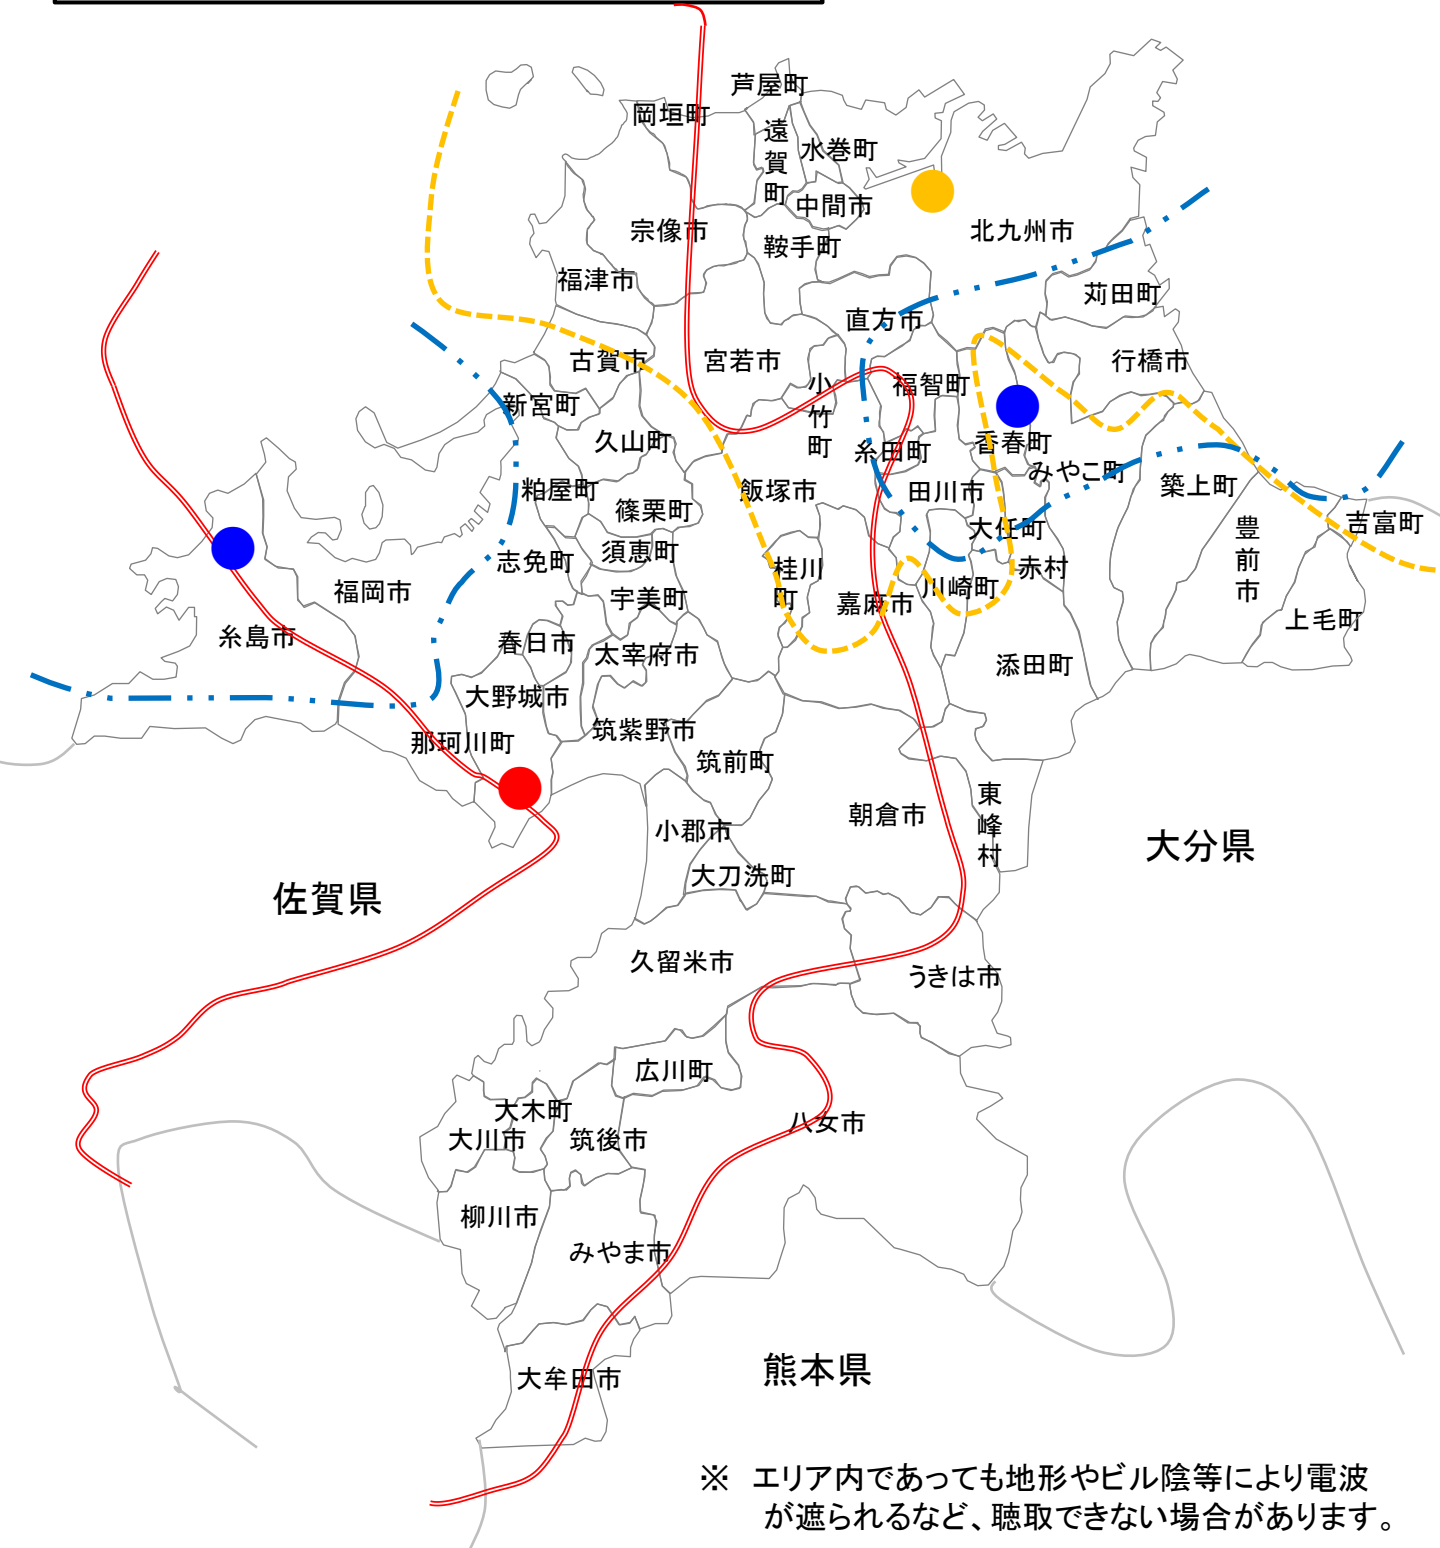 芦屋町
岡垣町
遠賀町
水巻町
中間市
宗像市
北九州市
鞍手町
福津市
苅田町
直方市
古賀市
宮若市
行橋市
小竹町
福智町
新宮町
久山町
糸田町
香春町
みやこ町
粕屋町
篠栗町
飯塚市
田川市
築上町
大任町
吉富町
豊前市
志免町
須恵町
桂川町
赤村
福岡市
宇美町
嘉麻市
川崎町
上毛町
糸島市
春日市
太宰府市
添田町
大野城市
那珂川町
筑紫野市
筑前町
東峰村
小郡市
朝倉市
大分県
大刀洗町
佐賀県
久留米市
うきは市
広川町
大木町
大川市
筑後市
八女市
柳川市
みやま市
大牟田市
熊本県
※ エリア内であっても地形やビル陰等により電波
が遮られるなど、聴取できない場合があります。